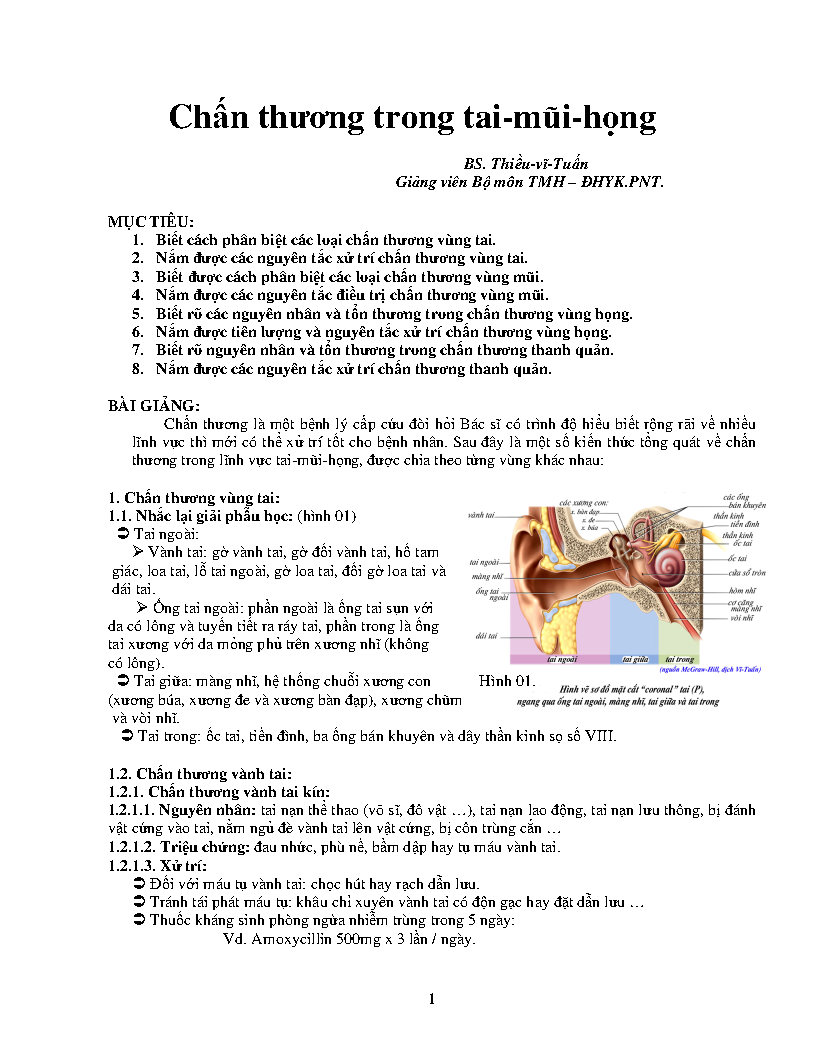 Chấn thương trong tai-mũi-họng
BS. Thiều-vĩ-Tuấn
Giảng viên Bộ môn TMH – ĐHYK.PNT.
MỤC TIÊU:
1. Biết cách phân biệt các loại chấn thương vùng tai.
2. Nắm được các nguyên tắc xử trí chấn thương vùng tai.
3. Biết được cách phân biệt các loại chấn thương vùng mũi.
4. Nắm được các nguyên tắc điều trị chấn thương vùng mũi.
5. Biết rõ các nguyên nhân và tổn thương trong chấn thương vùng họng.
6. Nắm được tiên lượng và nguyên tắc xử trí chấn thương vùng họng.
7. Biết rõ nguyên nhân và tổn thương trong chấn thương thanh quản.
8. Nắm được các nguyên tắc xử trí chấn thương thanh quản.
BÀI GIẢNG:
Chấn thương là một bệnh lý cấp cứu đòi hỏi Bác sĩ có trình độ hiểu biết rộng rãi về nhiều
lĩnh vực thì mới có thể xử trí tốt cho bệnh nhân. Sau đây là một số kiến thức tổng quát về chấn
thương trong lĩnh vực tai-mũi-họng, được chia theo từng vùng khác nhau:
1. Chấn thương vùng tai:
1.1. Nhắc lại giải phẫu học: (hình 01)
➲ Tai ngoài:
➢ Vành tai: gờ vành tai, gờ đối vành tai, hố tam
giác, loa tai, lỗ tai ngoài, gờ loa tai, đối gờ loa tai và
dái tai.
➢ Ống tai ngoài: phần ngoài là ống tai sụn với
da có lông và tuyến tiết ra ráy tai, phần trong là ống
tai xương với da mỏng phủ trên xương nhĩ (không
có lông).
➲ Tai giữa: màng nhĩ, hệ thống chuỗi xương con
(xương búa, xương đe và xương bàn đạp), xương chũm
và vòi nhĩ.
➲ Tai trong: ốc tai, tiền đình, ba ống bán khuyên và dây thần kinh sọ số VIII.
các xương con:
x. bàn đạp
x. đe
x. búa
vành tai
tai ngoài
màng nhĩ
ống tai
ngoài
dái tai
các ống
bán khuyên
thần kinh
tiền đình
thần kinh
ốc tai
ốc tai
cửa sổ tròn
hòm nhĩ
cơ căng
màng nhĩ
vòi nhĩ
tai ngoài
tai giữa
tai trong
(nguồn McGraw-Hill, dịch Vĩ-Tuấn)
Hình 01.
Hình vẽ sơ đồ mặt cắt “coronal” tai (P),
ngang qua ống tai ngoài, màng nhĩ, tai giữa và tai trong
1.2. Chấn thương vành tai:
1.2.1. Chấn thương vành tai kín:
1.2.1.1. Nguyên nhân: tai nạn thể thao (võ sĩ, đô vật …), tai nạn lao động, tai nạn lưu thông, bị đánh
vật cứng vào tai, nằm ngủ đè vành tai lên vật cứng, bị côn trùng cắn …
1.2.1.2. Triệu chứng: đau nhức, phù nề, bầm dập hay tụ máu vành tai.
1.2.1.3. Xử trí:
➲ Đối với máu tụ vành tai: chọc hút hay rạch dẫn lưu.
➲ Tránh tái phát máu tụ: khâu chỉ xuyên vành tai có độn gạc hay đặt dẫn lưu …
➲ Thuốc kháng sinh phòng ngừa nhiễm trùng trong 5 ngày:
Vd. Amoxycillin 500mg x 3 lần / ngày.
1